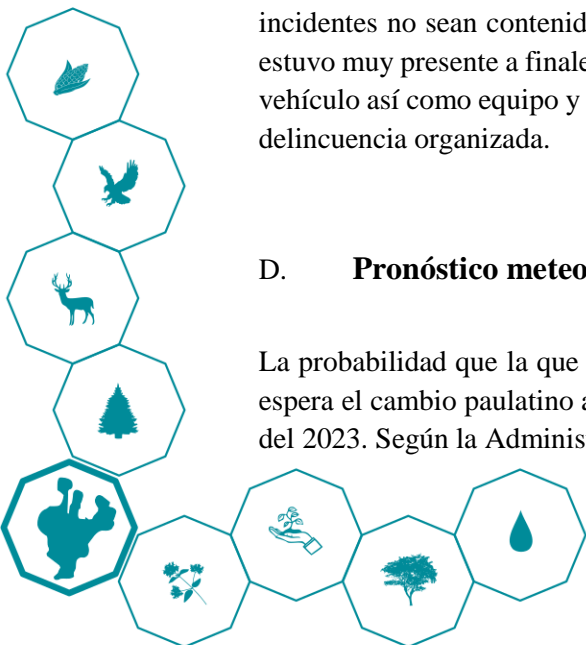 incidentes no sean contenid
estuvo muy presente a finale
vehículo así como equipo y
delincuencia organizada.
D. Pronóstico meteo
La probabilidad que la que
espera el cambio paulatino a
del 2023. Según la Adminis